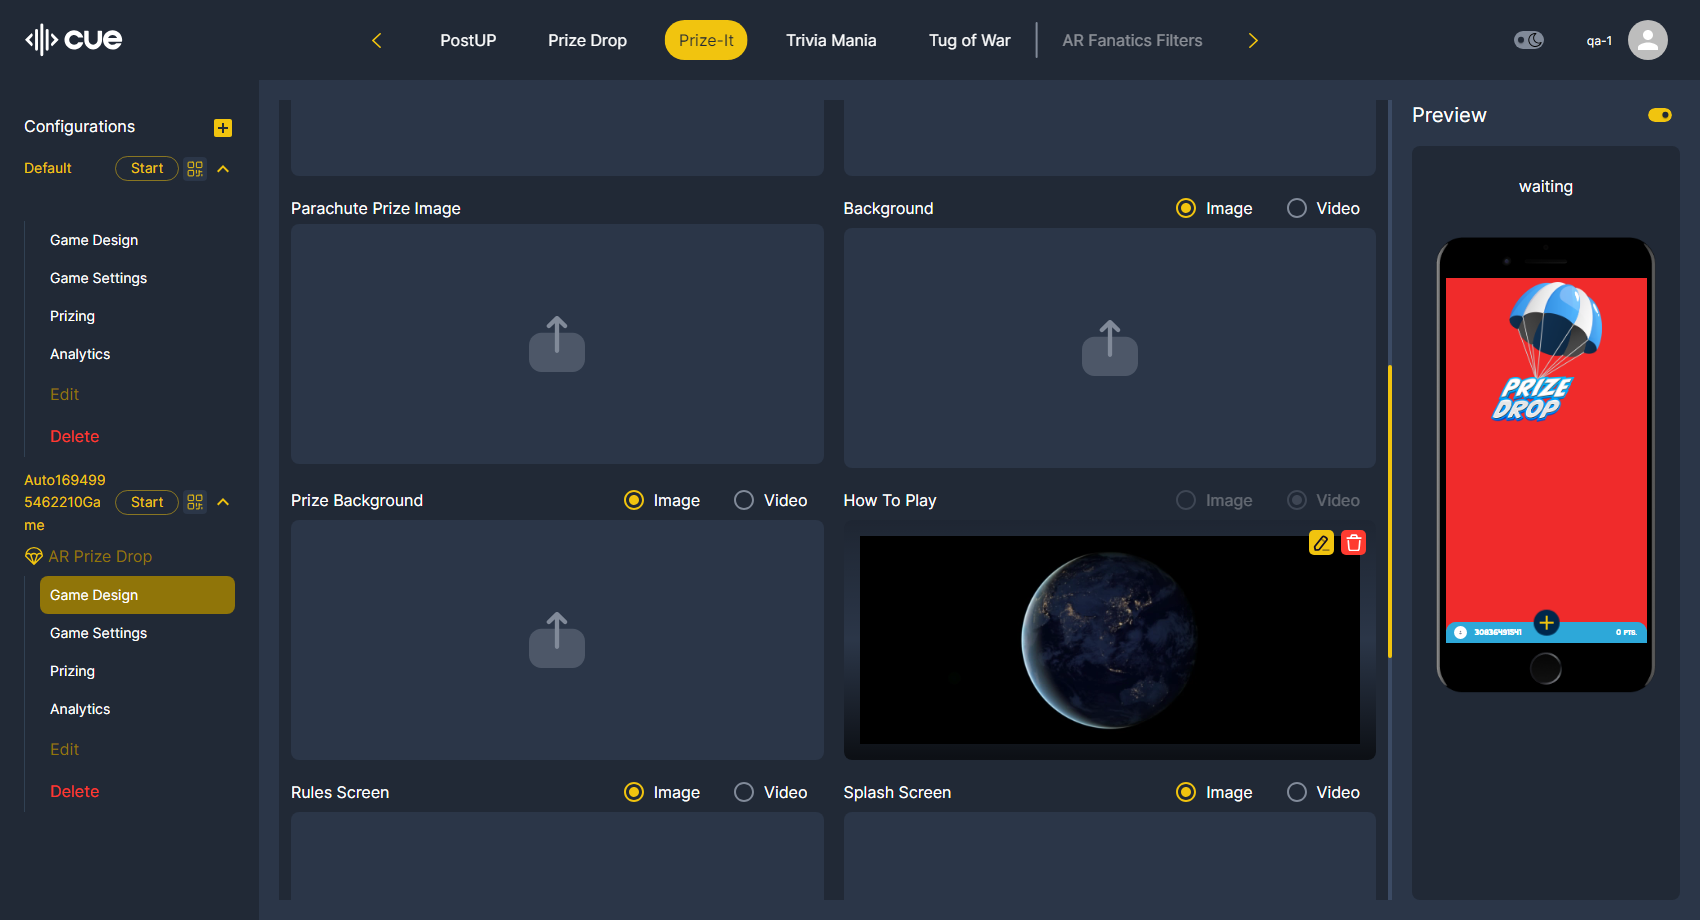 cue
PostUP
Prize Drop
Prize-It
Trivia Mania
Tug of War
AR Fanatics Filters
qa-1
Configurations
Default
Start
Game Design
Game Settings
Prizing
Analytics
Edit
Delete
Auto169499
5462210Ga
me
Start
AR Prize Drop
Game Design
Game Settings
Prizing
Analytics
Edit
Delete
Parachute Prize Image
Background
Image
Video
Prize Background
Image
Video
How To Play
Image
Video
Rules Screen
Image
Video
Splash Screen
Image
Video
Preview
waiting
PRIZE
DROP
0 PTS.